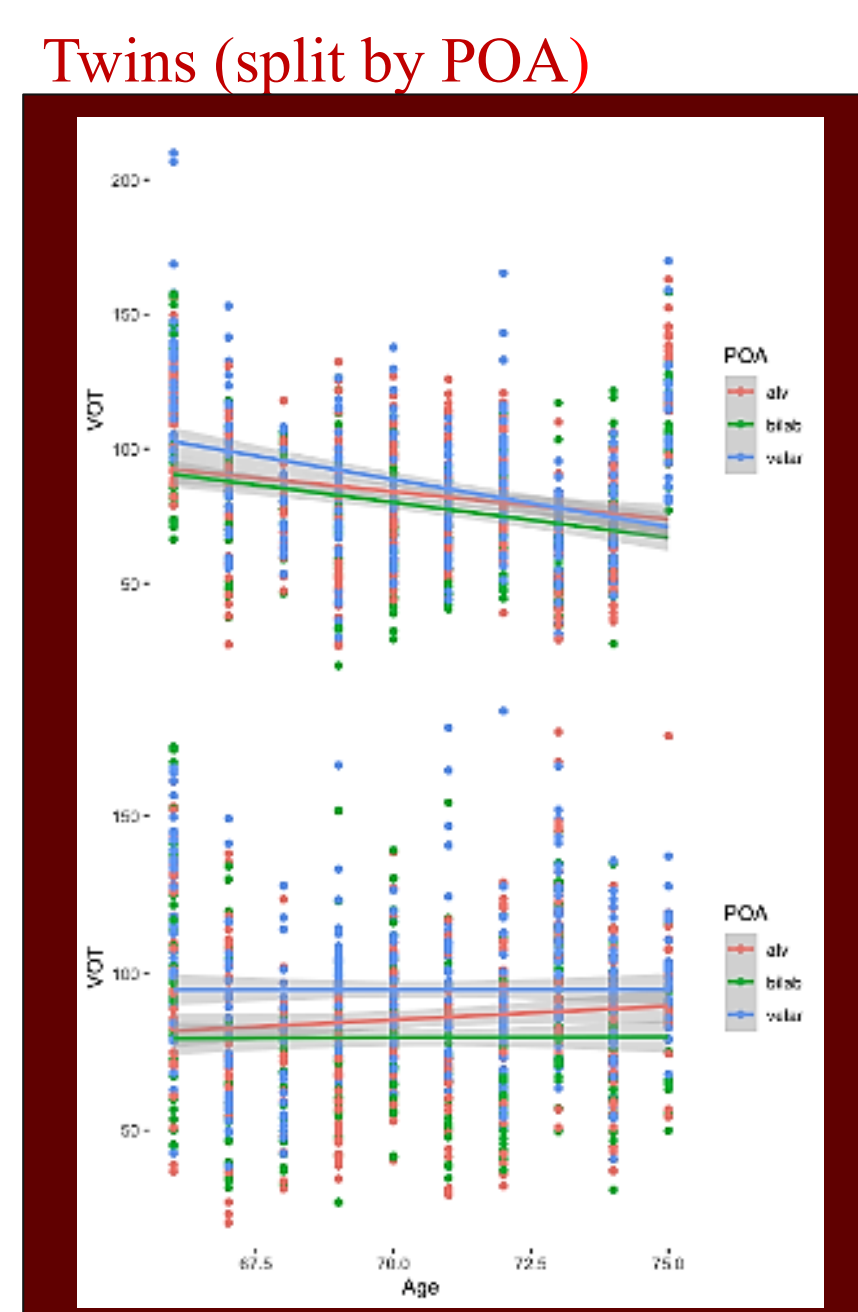 Twins (split by POA)
200
150
100
50
VOT
POA
alv
bilab
velar
150
100
50
VOT
POA
alv
bilab
velar
67.5 70.0 72.5 75.0
Age